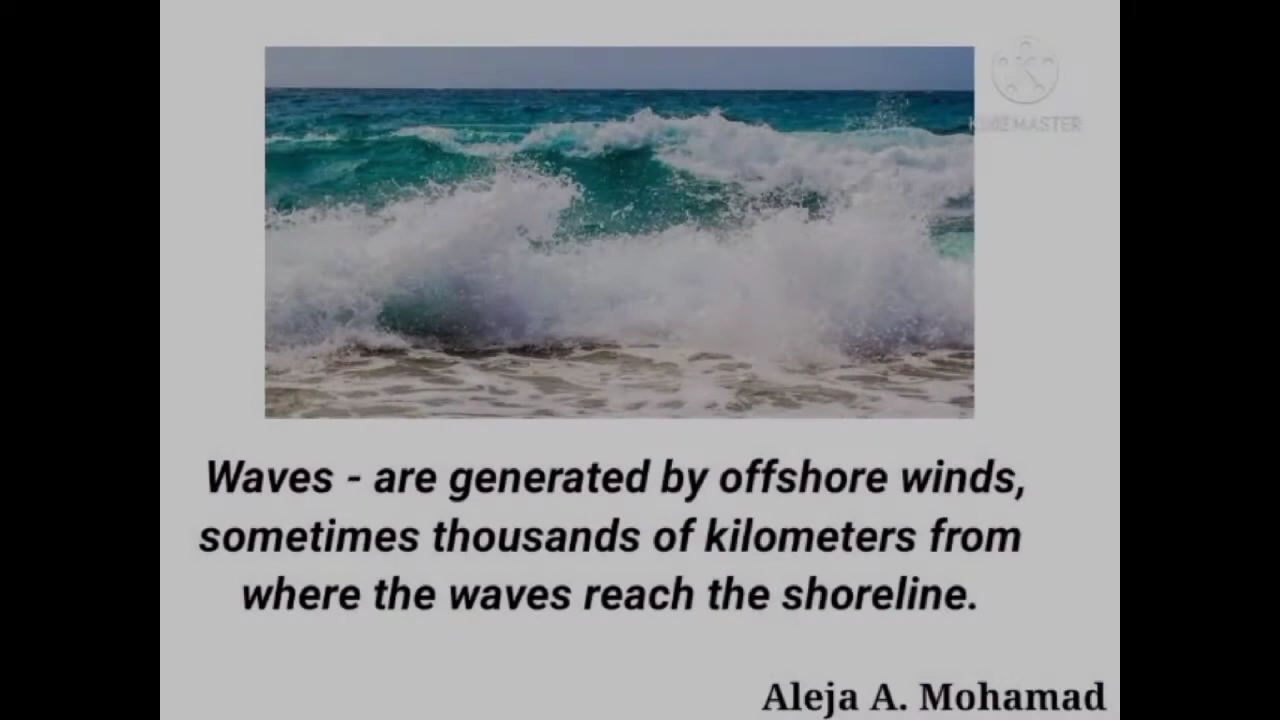 KINEMASTER
Waves - are generated by offshore winds,
sometimes thousands of kilometers from
where the waves reach the shoreline.
Aleja A. Mohamad